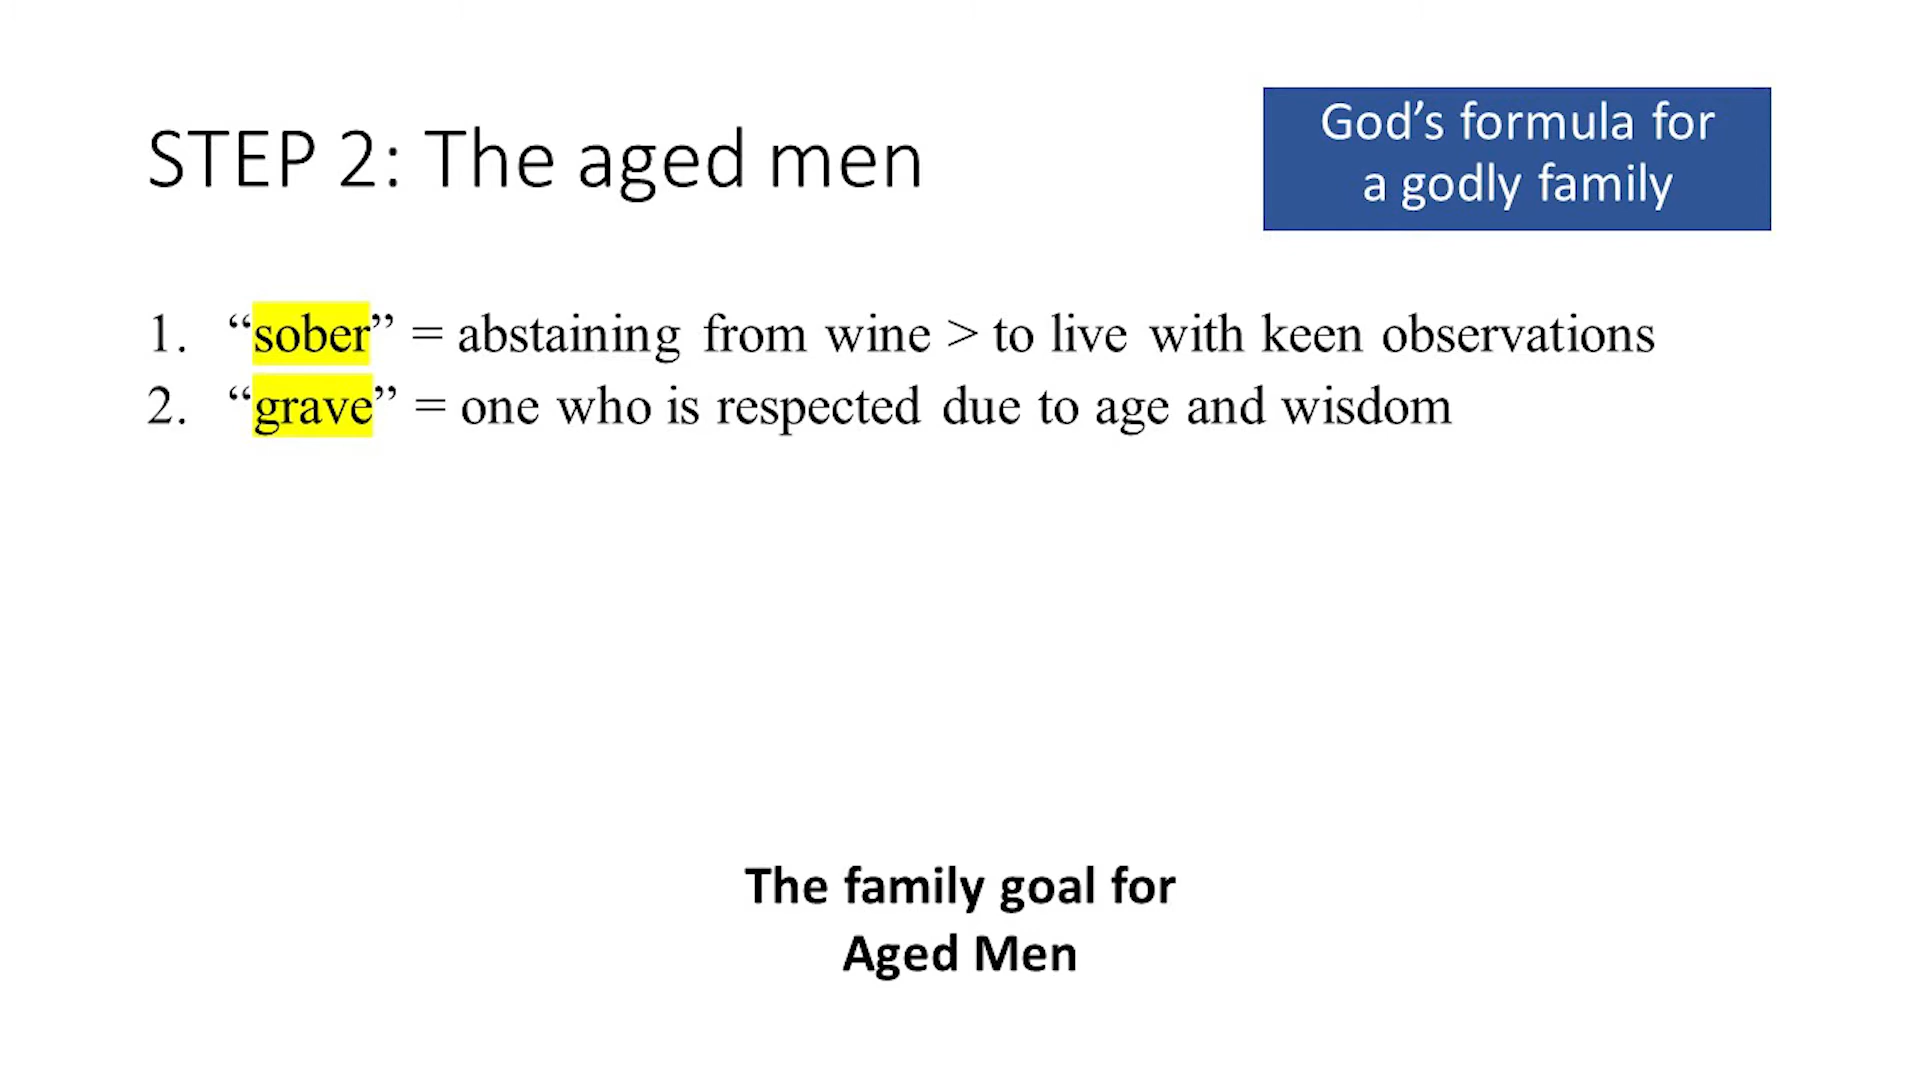 STEP 2: The aged men
God’s formula for
a godly family
1. “sober” = abstaining from wine > to live with keen observations
2. “grave” = one who is respected due to age and wisdom
The family goal for
Aged Men